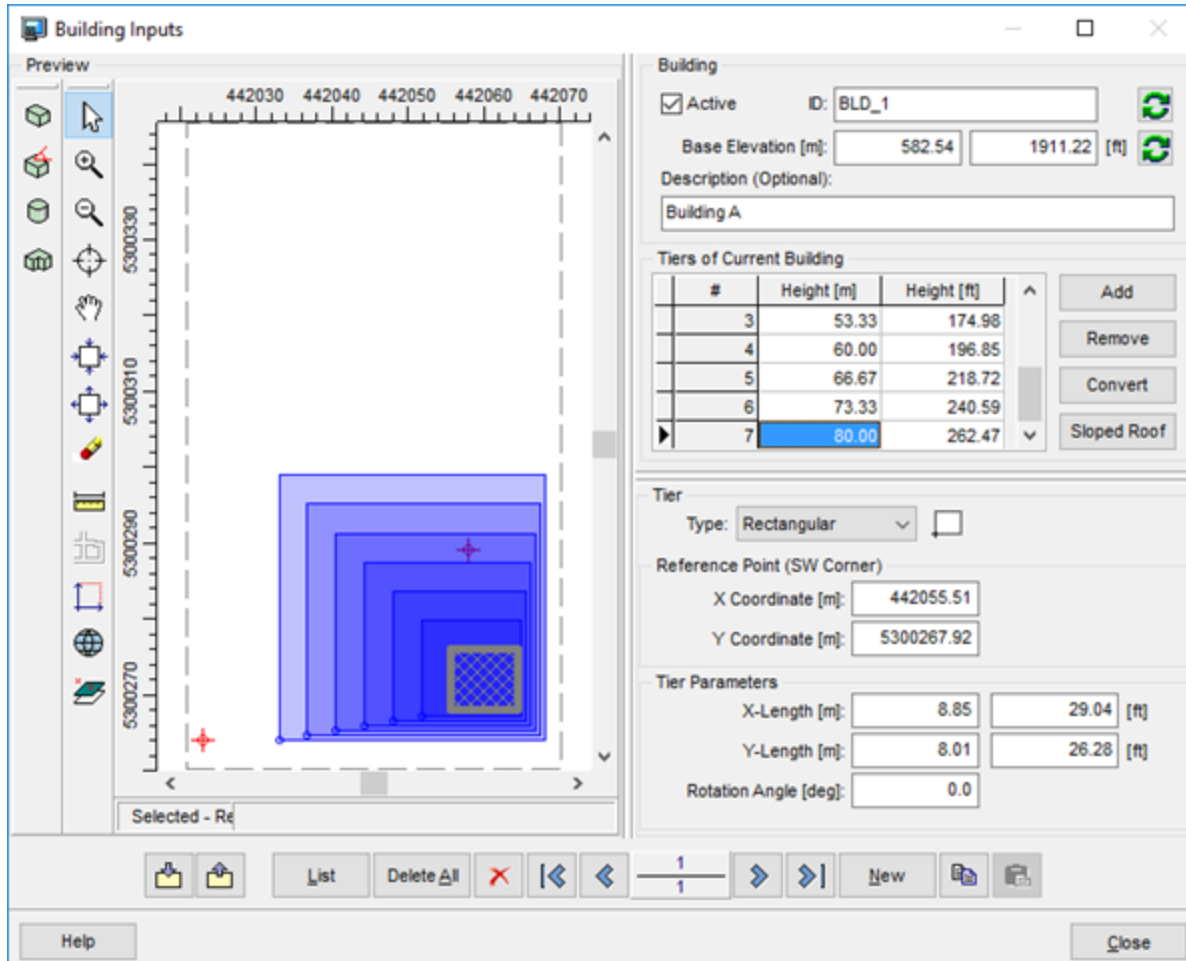 Building Inputs
Preview
442030 442040 442050 442060 442070
5300330
5300310
5300290
5300270
Selected - Re
Building
Active ID: BLD_1
Base Elevation [m]: 582.54 1911.22 [ft]
Description (Optional):
Building A
Tiers of Current Building
# Height [m] Height [ft]
3 53.33 174.98
4 60.00 196.85
5 66.67 218.72
6 73.33 240.59
7 80.00 262.47
Add
Remove
Convert
Sloped Roof
Tier
Type: Rectangular
Reference Point (SW Corner)
X Coordinate [m]: 442055.51
Y Coordinate [m]: 5300267.92
Tier Parameters
X-Length [m]: 8.85 29.04 [ft]
Y-Length [m]: 8.01 26.28 [ft]
Rotation Angle [deg]: 0.0
List Delete All 1 New
1
Help Close